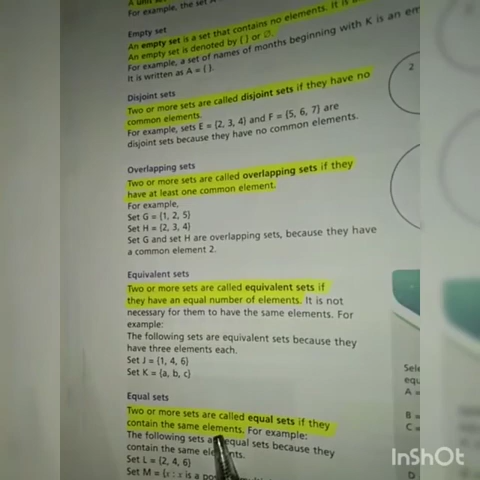 A unit set
For example, the set A
Empty set
An empty set is a set that contains no elements. It is
An empty set is denoted by { } or ∅.
For example, a set of names of months beginning with K is an em
It is written as A = { }.
Disjoint sets
Two or more sets are called disjoint sets if they have no
common elements.
For example, sets E = {2, 3, 4} and F = {5, 6, 7} are
disjoint sets because they have no common elements.
Overlapping sets
Two or more sets are called overlapping sets if they
have at least one common element.
For example,
Set G = {1, 2, 5}
Set H = {2, 3, 4}
Set G and set H are overlapping sets, because they have
a common element 2.
Equivalent sets
Two or more sets are called equivalent sets if
they have an equal number of elements. It is not
necessary for them to have the same elements. For
example:
The following sets are equivalent sets because they
have three elements each.
Set J = {1, 4, 6}
Set K = {a, b, c}
Equal sets
Two or more sets are called equal sets if they
contain the same elements. For example:
The following sets are equal sets because they
contain the same elements.
Set L = {2, 4, 6}
Set M = {x : x is a
2
Sele
equ
A =
B =
C =
D
InShOt